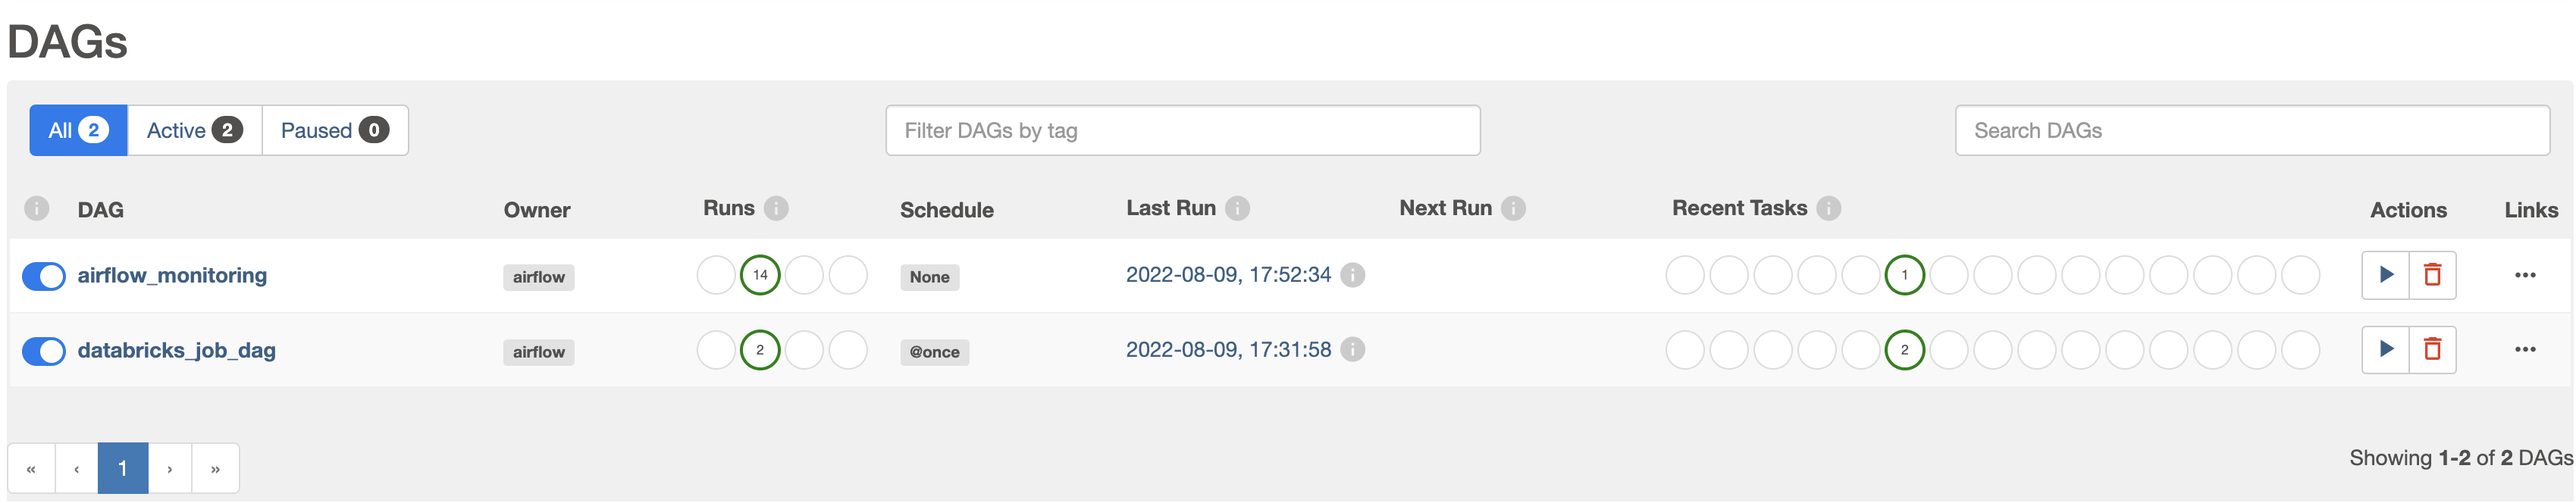 DAGs
All 2 Active 2 Paused 0 Filter DAGs by tag Search DAGs
i DAG Owner Runs i Schedule Last Run i Next Run i Recent Tasks i Actions Links
airflow_monitoring airflow 14 None 2022-08-09, 17:52:34 i 1 ...
databricks_job_dag airflow 2 @once 2022-08-09, 17:31:58 i 2 ...
« ‹ 1 › » Showing 1-2 of 2 DAGs